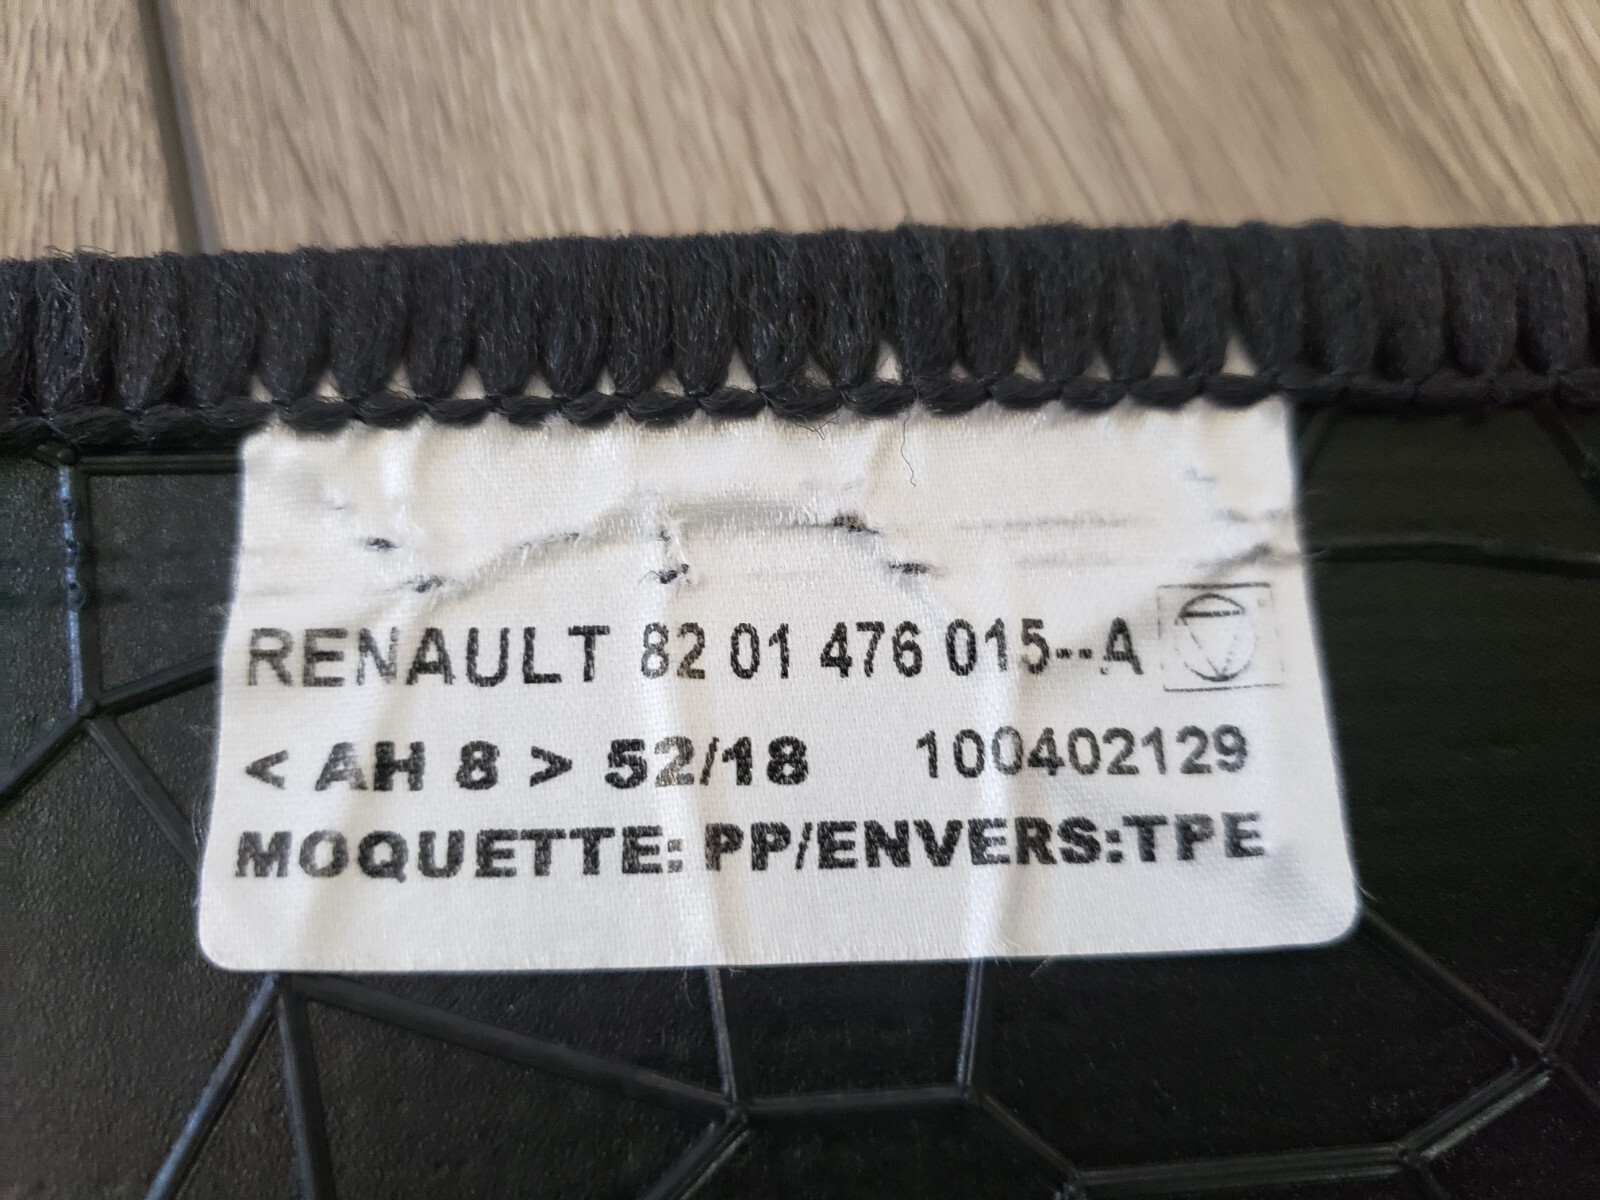 RENAULT 82 01 476 015--A
< AH 8 > 52/18 100402129
MOQUETTE: PP/ENVERS:TPE